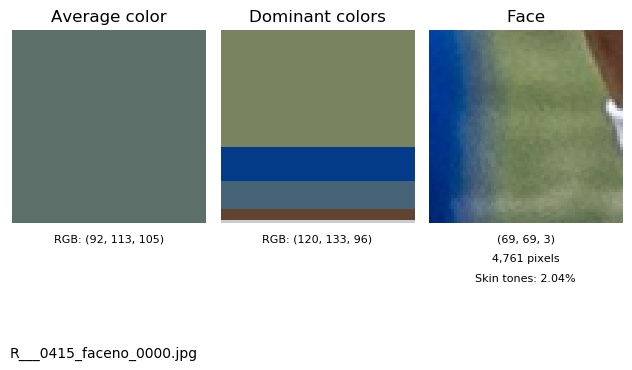 Average color
Dominant colors
Face
RGB: (92, 113, 105)
RGB: (120, 133, 96)
(69, 69, 3)
4,761 pixels
Skin tones: 2.04%
R___0415_faceno_0000.jpg